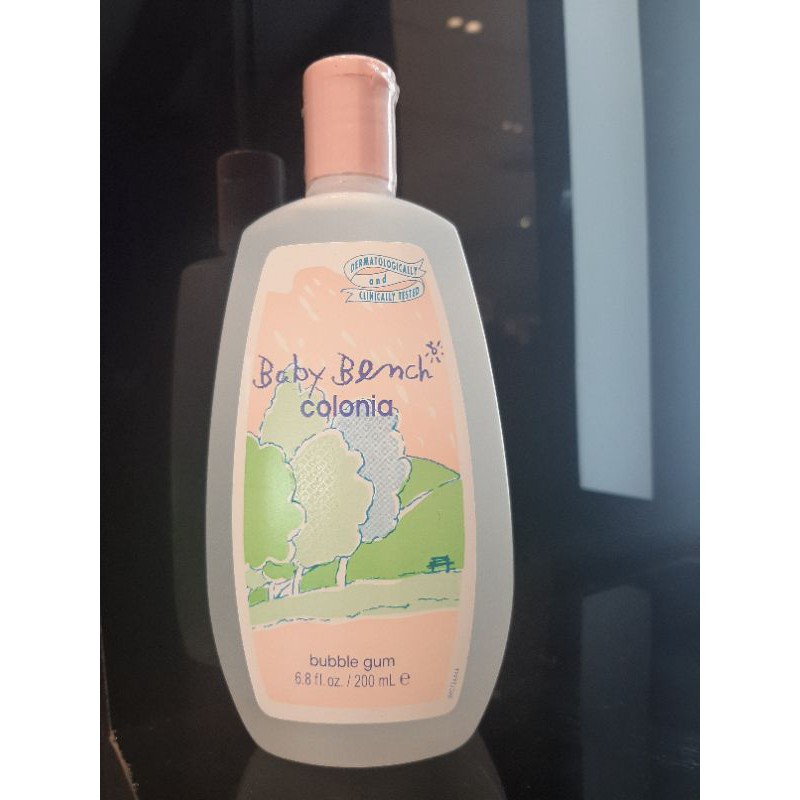 DERMATOLOGICALLY
and
CLINICALLY TESTED
Baby Bench
colonia
bubble gum
6.8 fl. oz. / 200 mL ℮